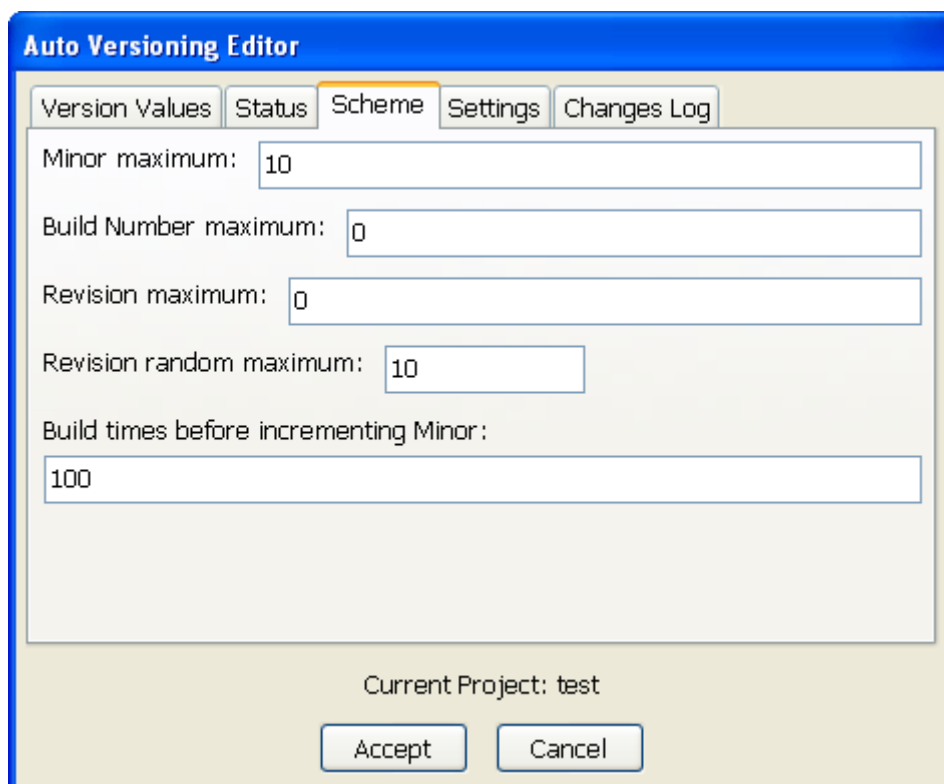 Auto Versioning Editor
Version Values Status Scheme Settings Changes Log
Minor maximum: 10
Build Number maximum: 0
Revision maximum: 0
Revision random maximum: 10
Build times before incrementing Minor:
100
Current Project: test
Accept Cancel